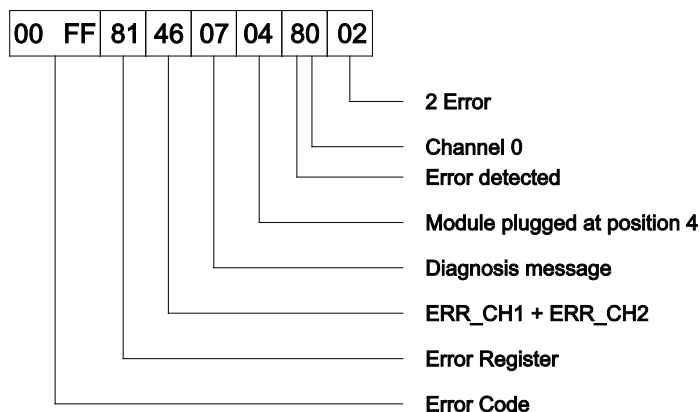 00 FF 81 46 07 04 80 02
2 Error
Channel 0
Error detected
Module plugged at position 4
Diagnosis message
ERR_CH1 + ERR_CH2
Error Register
Error Code